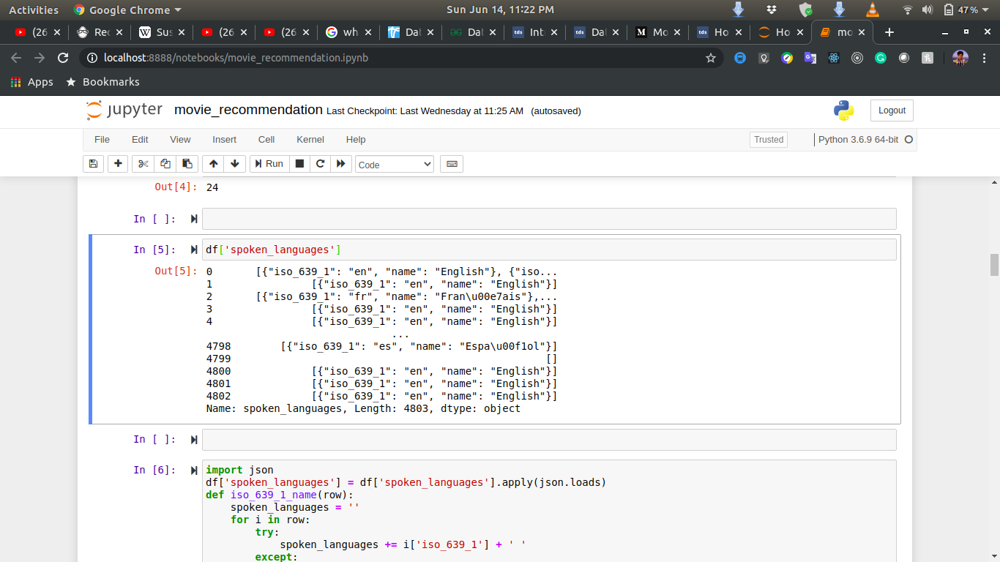 Activities Google Chrome Sun Jun 14, 11:22 PM 47%
(26 Rec Sus (26 (26 wh Dat Dat Int Dat Mo Ho Ho mo
localhost:8888/notebooks/movie_recommendation.ipynb
Apps Bookmarks
jupyter movie_recommendation Last Checkpoint: Last Wednesday at 11:25 AM (autosaved) Logout
File Edit View Insert Cell Kernel Help Trusted Python 3.6.9 64-bit
Run Code
Out[4]: 24
In [ ]:
In [5]: df['spoken_languages']
Out[5]: 0 [{"iso_639_1": "en", "name": "English"}, {"iso...
1 [{"iso_639_1": "en", "name": "English"}]
2 [{"iso_639_1": "fr", "name": "Fran\u00e7ais"},...
3 [{"iso_639_1": "en", "name": "English"}]
4 [{"iso_639_1": "en", "name": "English"}]
...
4798 [{"iso_639_1": "es", "name": "Espa\u00f1ol"}]
4799 []
4800 [{"iso_639_1": "en", "name": "English"}]
4801 [{"iso_639_1": "en", "name": "English"}]
4802 [{"iso_639_1": "en", "name": "English"}]
Name: spoken_languages, Length: 4803, dtype: object
In [ ]:
In [6]: import json
df['spoken_languages'] = df['spoken_languages'].apply(json.loads)
def iso_639_1_name(row):
spoken_languages = ''
for i in row:
try:
spoken_languages += i['iso_639_1'] + ' '
except: